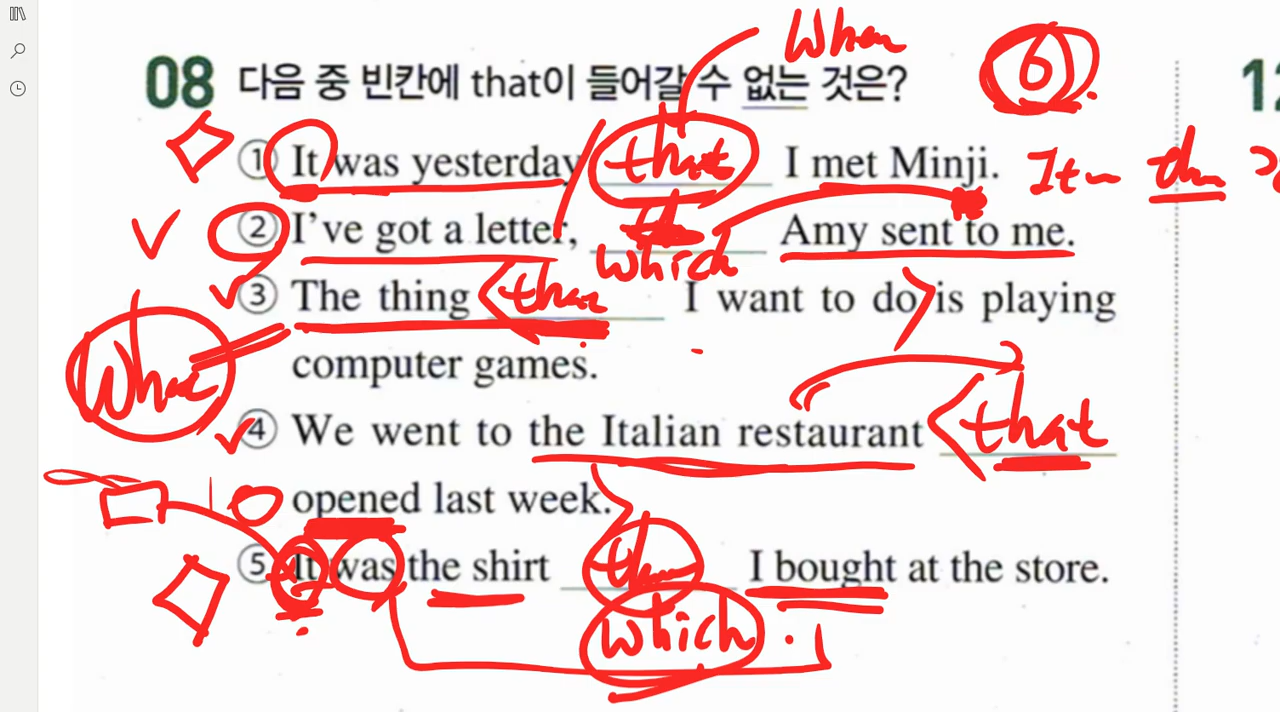 When
08 다음 중 빈칸에 that이 들어갈 수 없는 것은? 6 12
① It was yesterday that I met Minji. It~
② I've got a letter, which Amy sent to me.
③ The thing that I want to do is playing
What computer games.
④ We went to the Italian restaurant that
opened last week.
⑤ It was the shirt that I bought at the store.
which